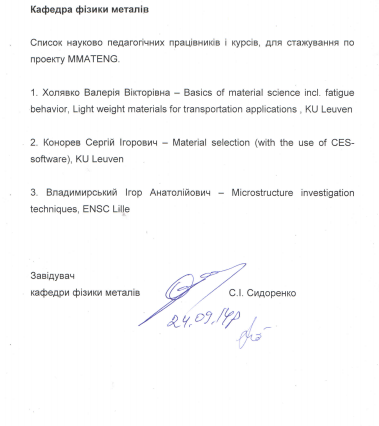 Кафедра фізики металів
Список науково педагогічних працівників і курсів, для стажування по
проекту MMATENG.
1. Холявко Валерія Вікторівна – Basics of material science incl. fatigue
behavior, Light weight materials for transportation applications , KU Leuven
2. Конорев Сергій Ігорович – Material selection (with the use of CES-
software), KU Leuven
3. Владимирський Ігор Анатолійович – Microstructure investigation
techniques, ENSC Lille
Завідувач
кафедри фізики металів С.І. Сидоренко
24.09.14р